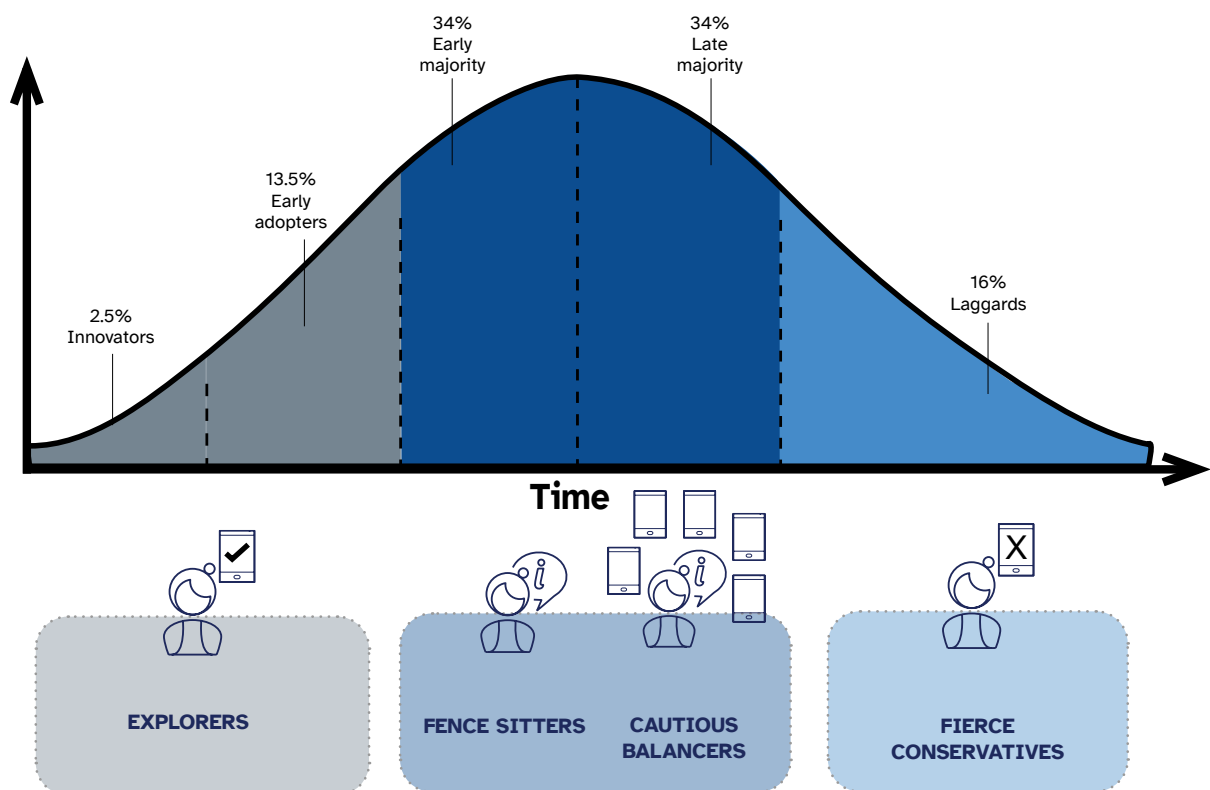 34%
Early
majority
34%
Late
majority
13.5%
Early
adopters
2.5%
Innovators
16%
Laggards
Time
i
i
X
EXPLORERS
FENCE SITTERS
CAUTIOUS
BALANCERS
FIERCE
CONSERVATIVES